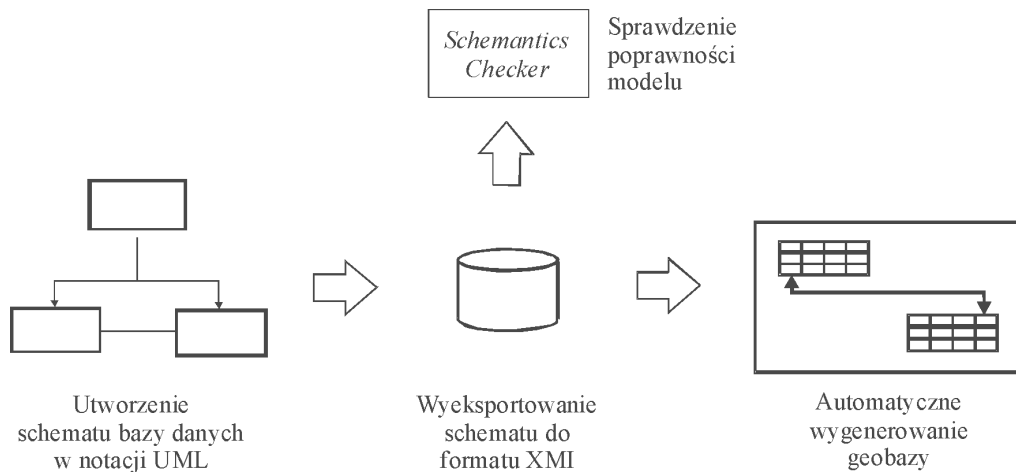 Schemantics
Checker
Sprawdzenie
poprawności
modelu
Utworzenie
schematu bazy danych
w notacji UML
Wyeksportowanie
schematu do
formatu XMI
Automatyczne
wygenerowanie
geobazy